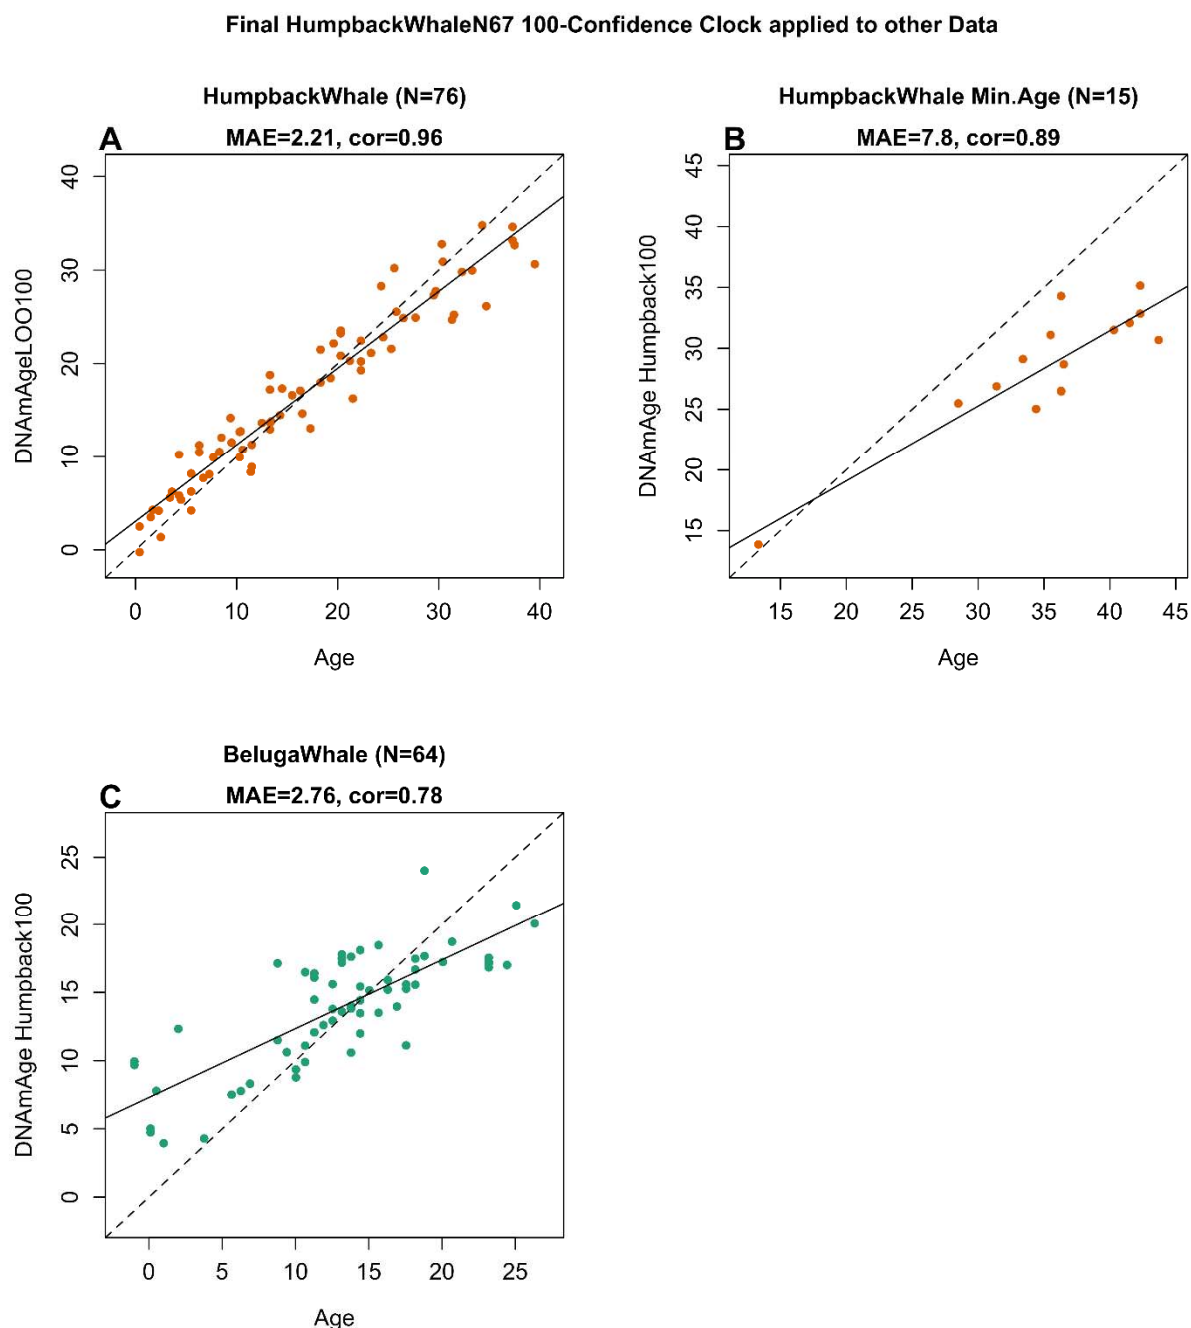 Final HumpbackWhaleN67 100-Confidence Clock applied to other Data
HumpbackWhale (N=76)
A MAE=2.21, cor=0.96
DNAmAgeLOO100
40
30
20
10
0
0 10 20 30 40
Age
HumpbackWhale Min.Age (N=15)
B MAE=7.8, cor=0.89
DNAmAge Humpback100
45
40
35
30
25
20
15
15 20 25 30 35 40 45
Age
BelugaWhale (N=64)
C MAE=2.76, cor=0.78
DNAmAge Humpback100
25
20
15
10
5
0
0 5 10 15 20 25
Age